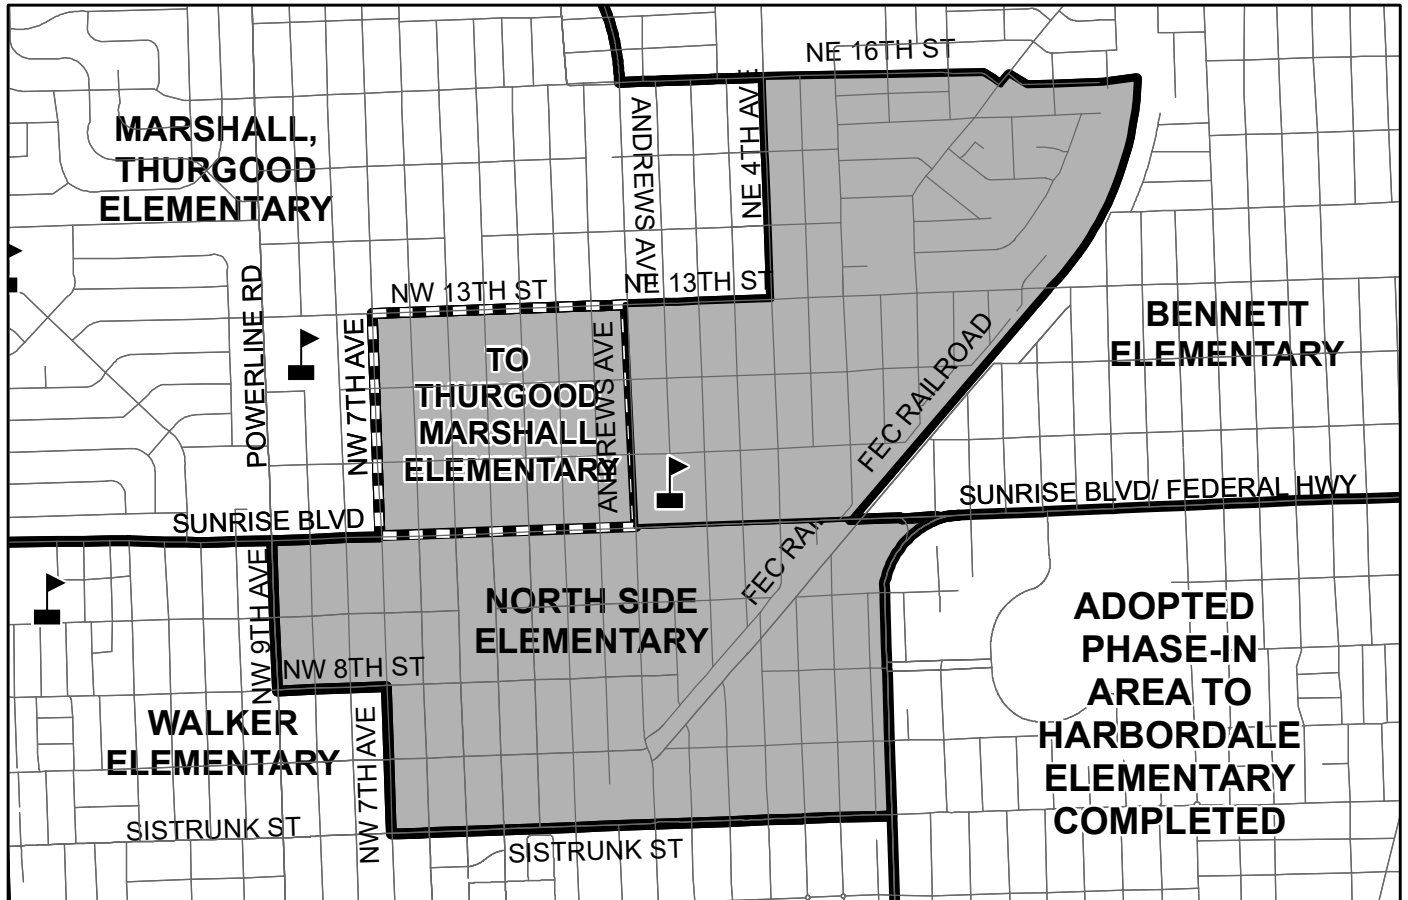 NE 16TH ST
MARSHALL,
THURGOOD
ELEMENTARY
ANDREWS AVE
NE 4TH AVE
POWERLINE RD
NW 13TH ST
NE 13TH ST
BENNETT
ELEMENTARY
NW 7TH AVE
TO
THURGOOD
MARSHALL
ELEMENTARY
ANDREWS AVE
FEC RAILROAD
SUNRISE BLVD
SUNRISE BLVD/ FEDERAL HWY
FEC RAI
NW 9TH AVE
NORTH SIDE
ELEMENTARY
NW 8TH ST
ADOPTED
PHASE-IN
AREA TO
HARBORDALE
ELEMENTARY
COMPLETED
WALKER
ELEMENTARY
NW 7TH AVE
SISTRUNK ST
SISTRUNK ST